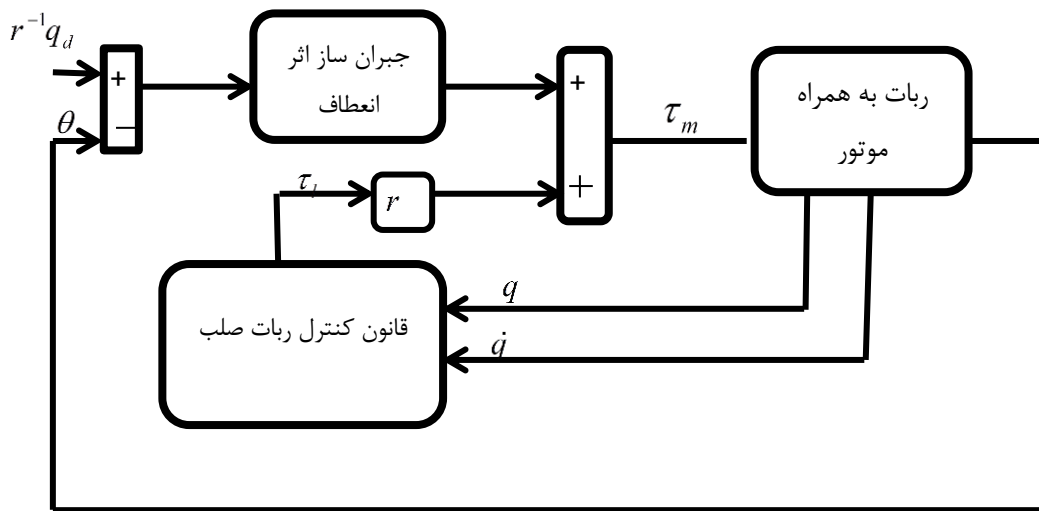 r⁻¹q_d
+
−
θ
جبران ساز اثر
انعطاف
+
+
τ_m
ربات به همراه
موتور
τ_l
r
q
q̇
قانون کنترل ربات صلب